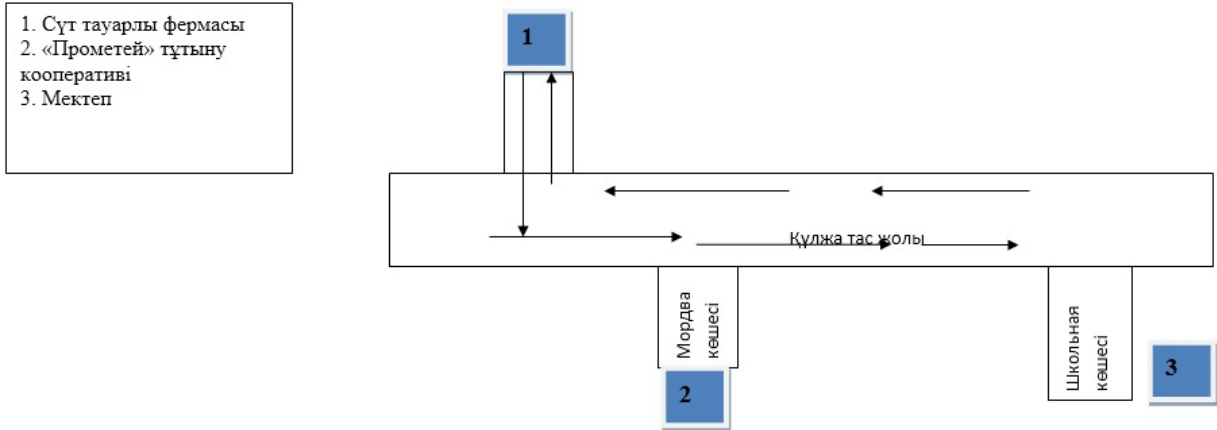 1. Сүт тауарлы фермасы
2. «Прометей» тұтыну
кооперативі
3. Мектеп
1
Құлжа тас жолы
Мордва
көшесі
Школьная
көшесі
2
3